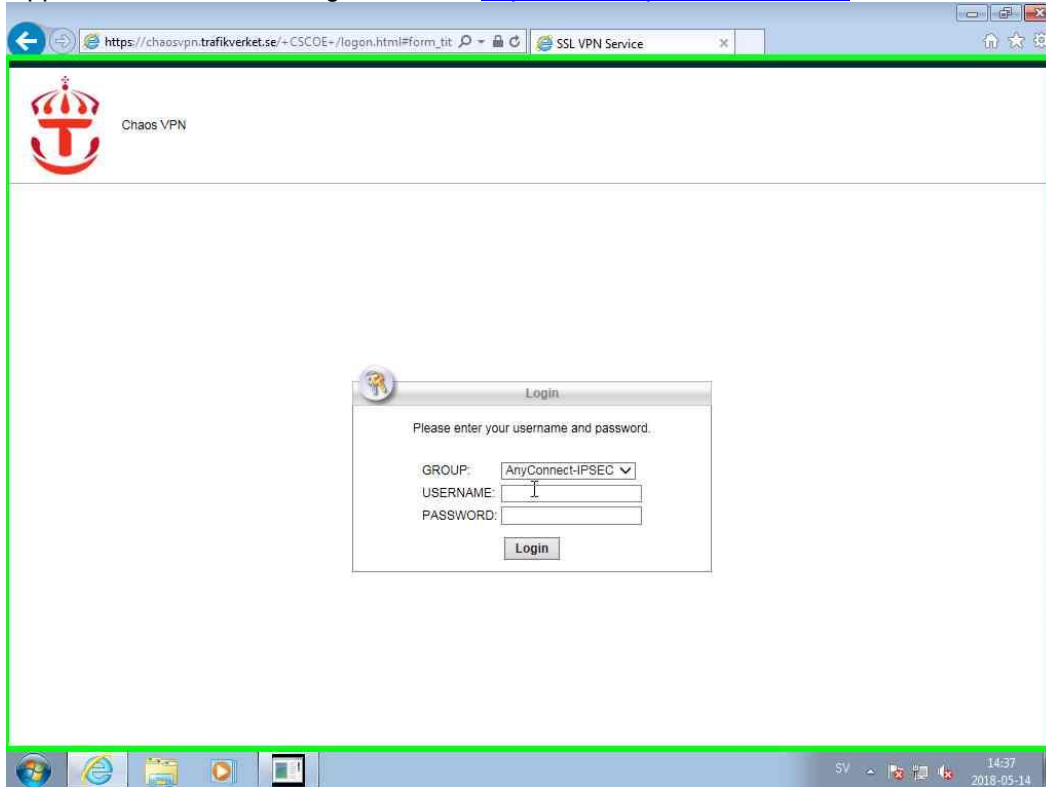 https://chaosvpn.trafikverket.se/+CSCOE+/logon.html#form_tit
SSL VPN Service
Chaos VPN
Login
Please enter your username and password.
GROUP: AnyConnect-IPSEC
USERNAME:
PASSWORD:
Login
SV
14:37
2018-05-14